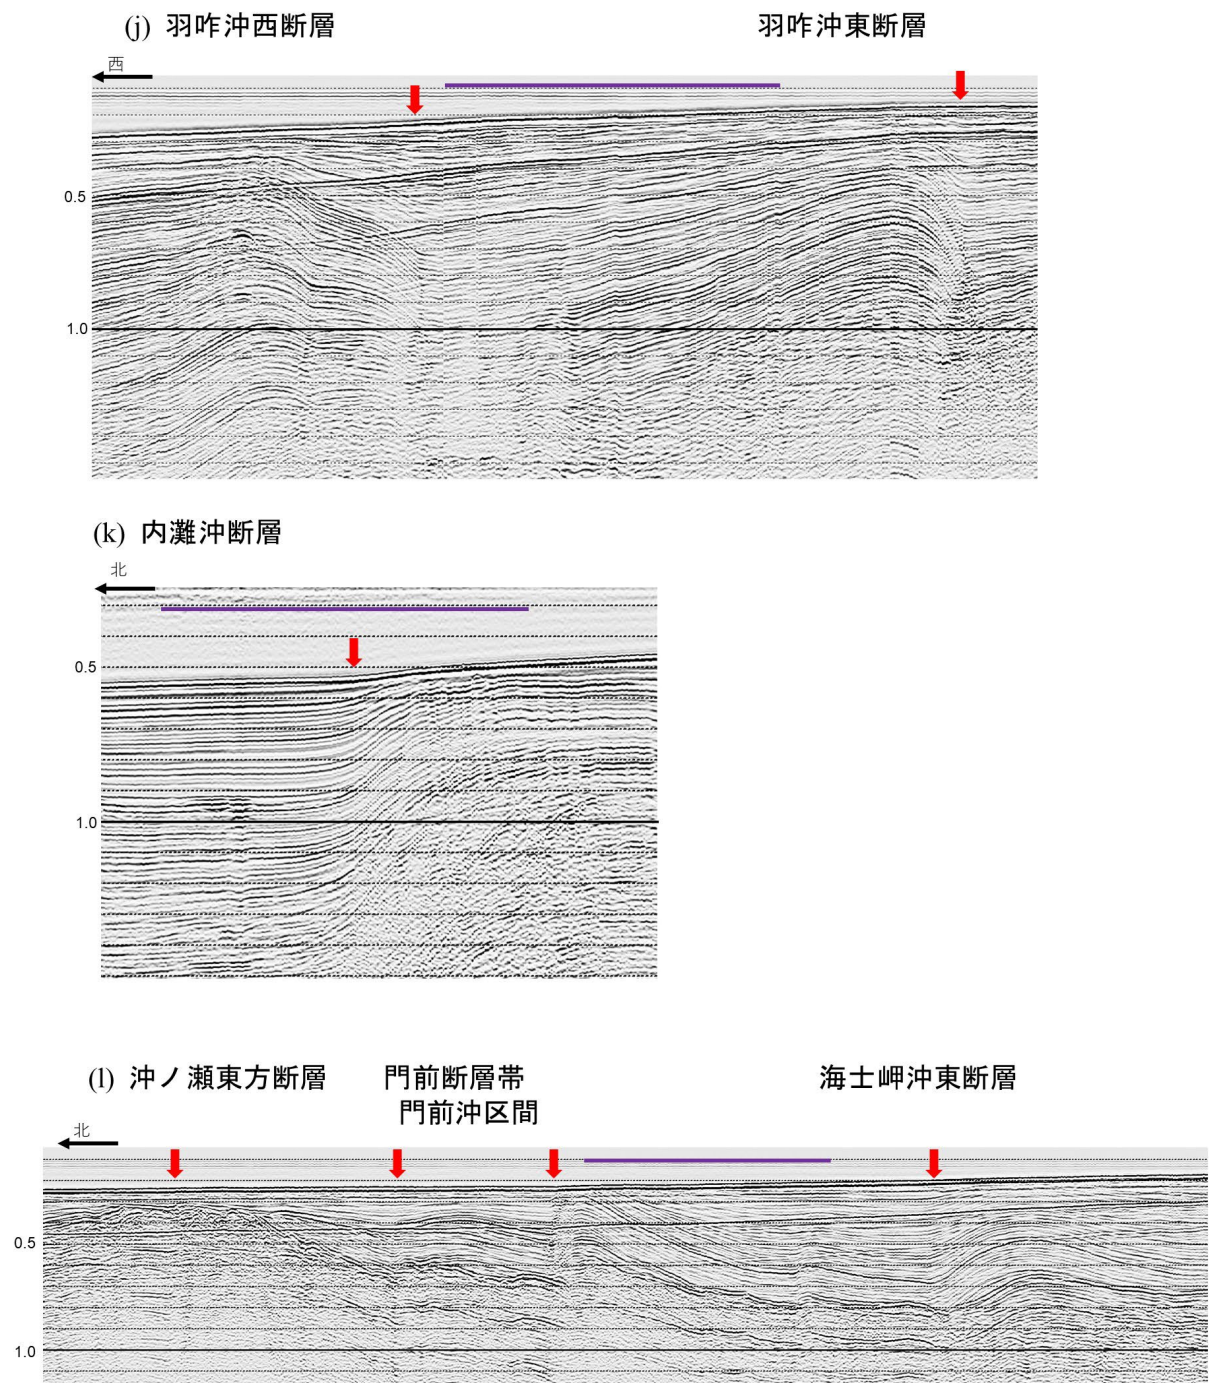 (j) 羽咋沖西断層
羽咋沖東断層
西
0.5
1.0
(k) 内灘沖断層
北
0.5
1.0
(l) 沖ノ瀬東方断層
門前断層帯
門前沖区間
海士岬沖東断層
北
0.5
1.0